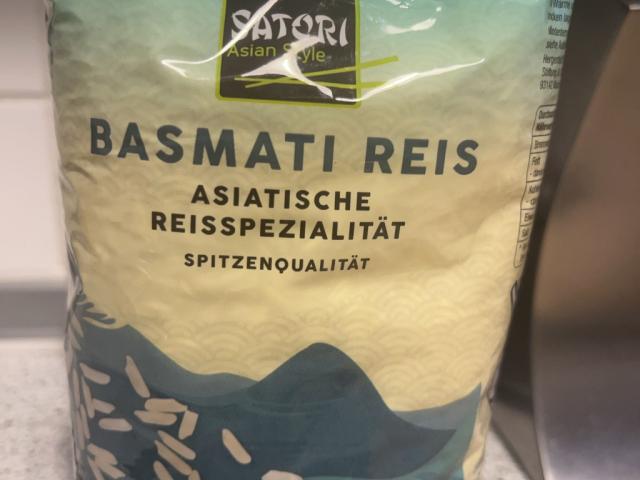 SATORI
Asian Style
BASMATI REIS
ASIATISCHE
REISSPEZIALITÄT
SPITZENQUALITÄT